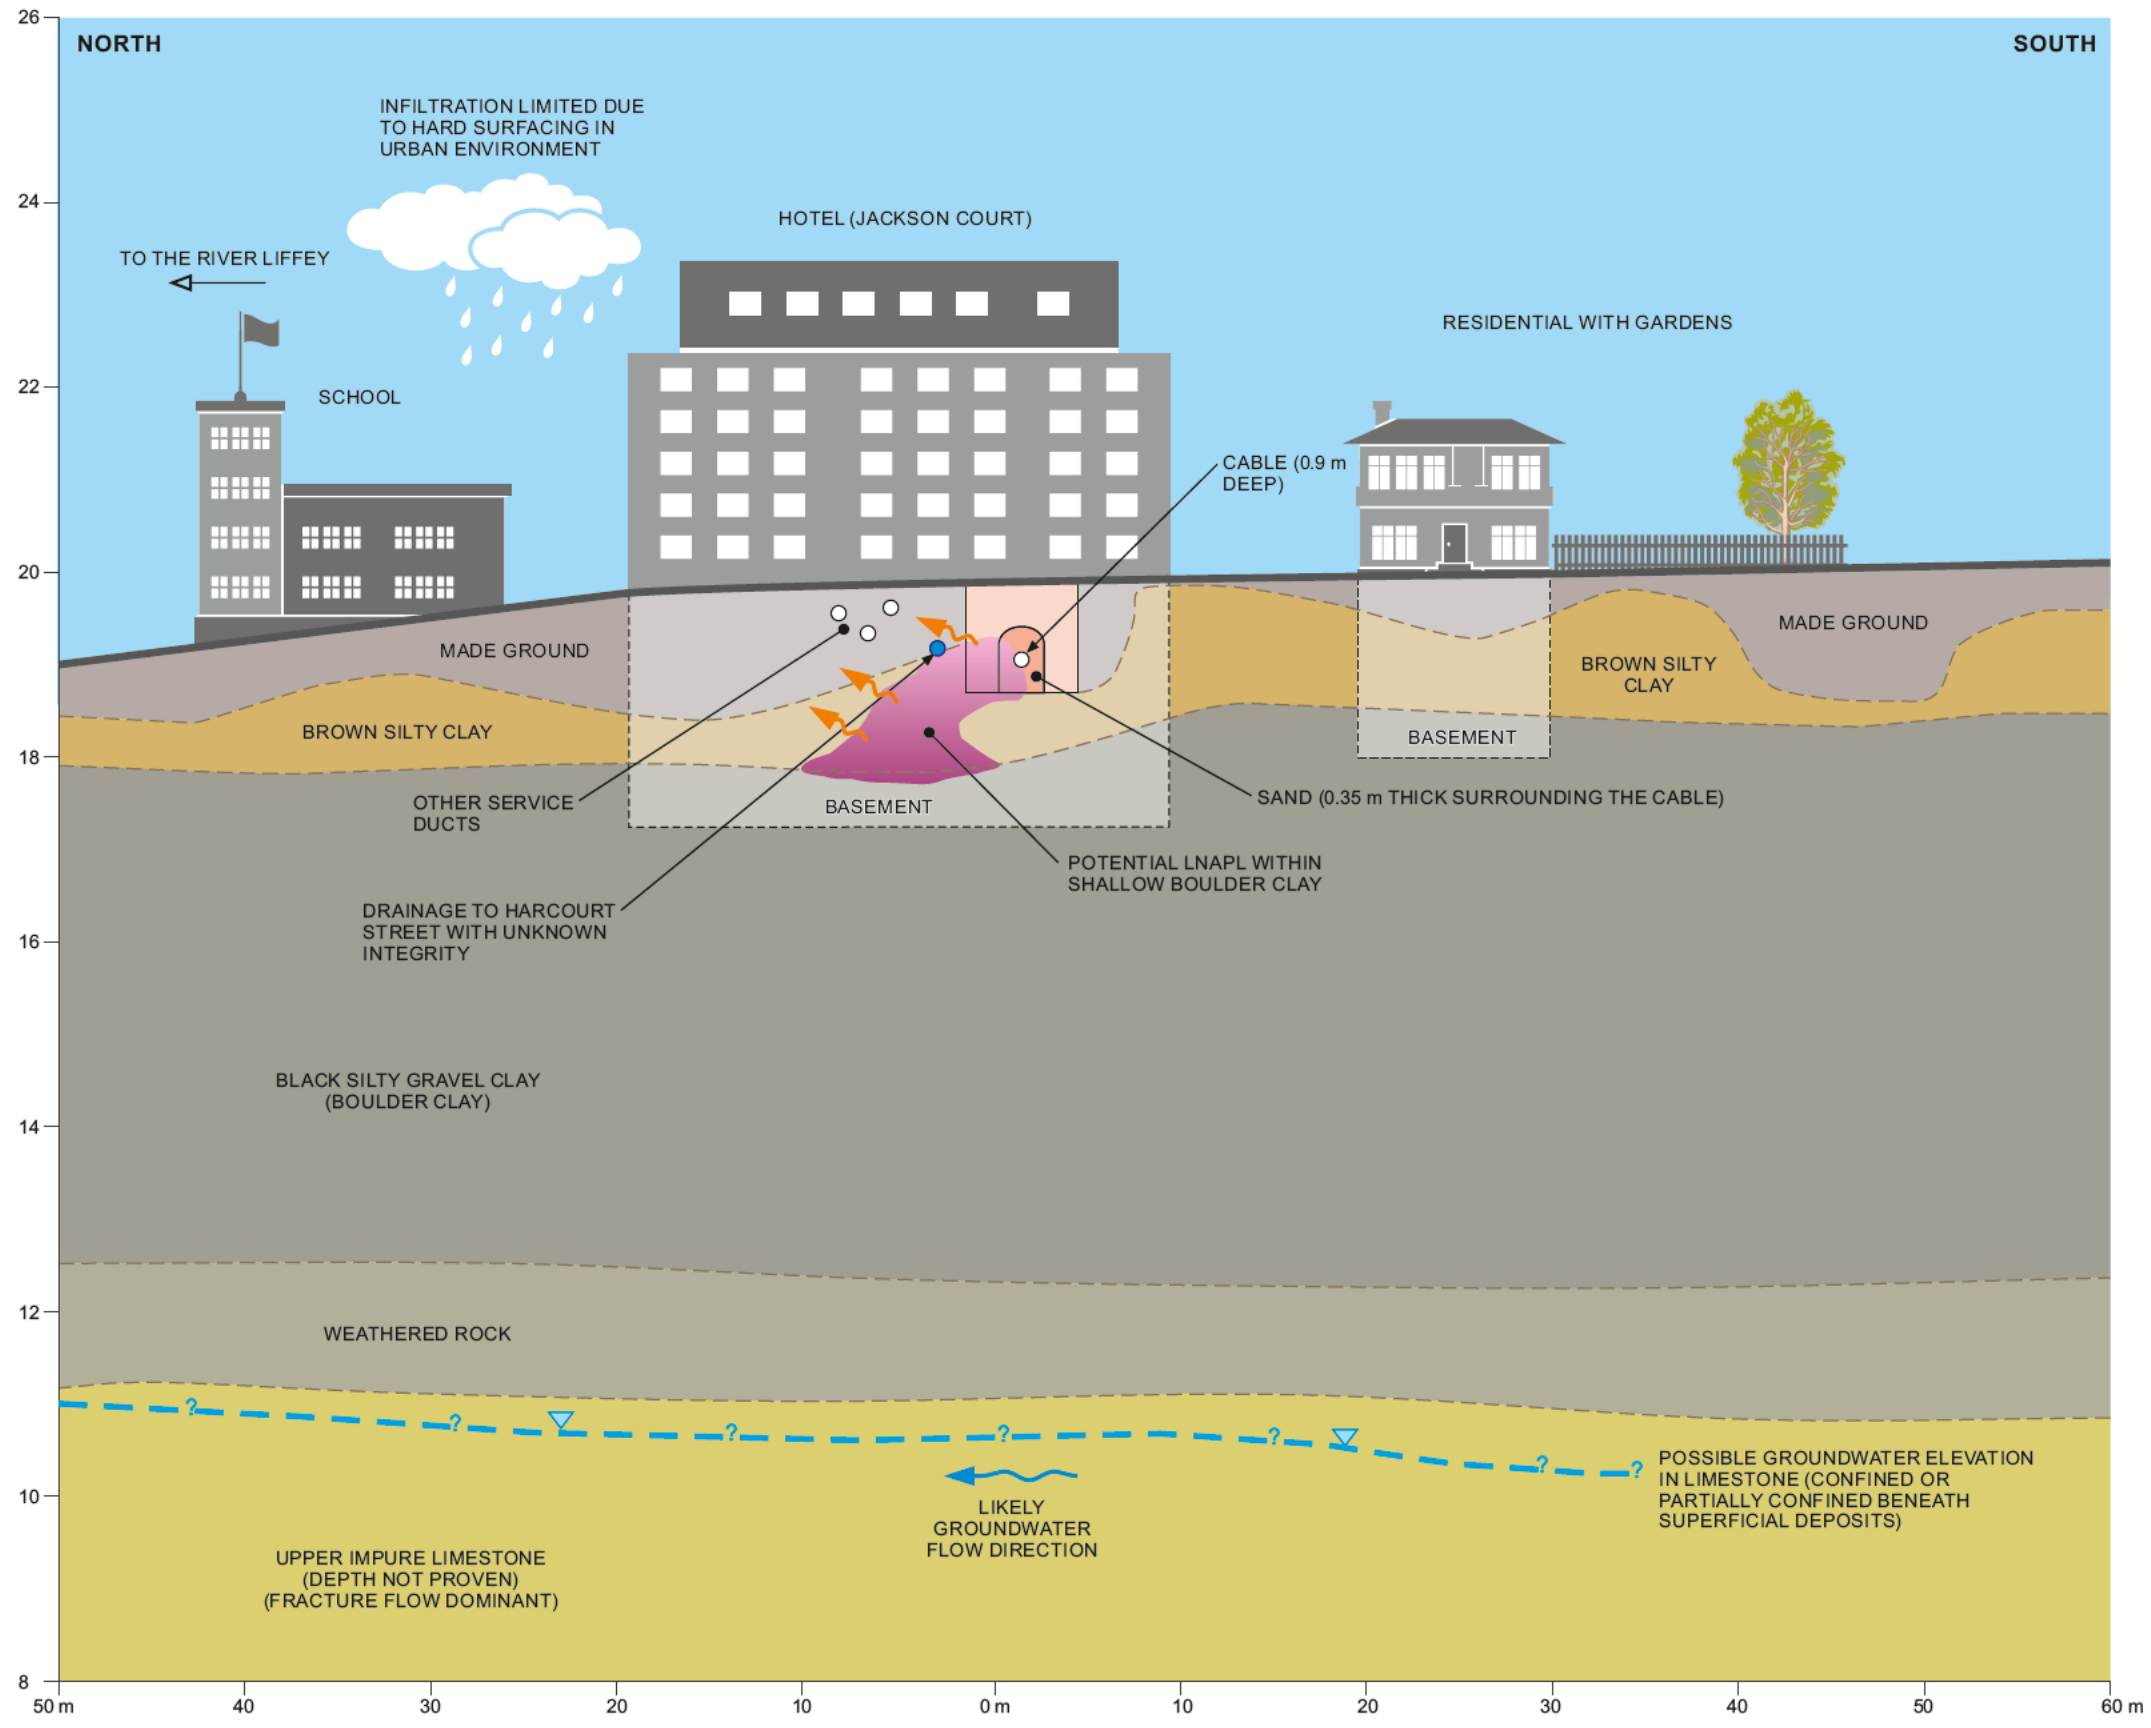 26
NORTH
SOUTH
INFILTRATION LIMITED DUE
TO HARD SURFACING IN
URBAN ENVIRONMENT
24
HOTEL (JACKSON COURT)
TO THE RIVER LIFFEY
RESIDENTIAL WITH GARDENS
22
SCHOOL
CABLE (0.9 m
DEEP)
20
MADE GROUND
MADE GROUND
BROWN SILTY
CLAY
BROWN SILTY CLAY
BASEMENT
18
OTHER SERVICE
DUCTS
BASEMENT
SAND (0.35 m THICK SURROUNDING THE CABLE)
POTENTIAL LNAPL WITHIN
SHALLOW BOULDER CLAY
DRAINAGE TO HARCOURT
STREET WITH UNKNOWN
INTEGRITY
16
BLACK SILTY GRAVEL CLAY
(BOULDER CLAY)
14
12
WEATHERED ROCK
? ? ? ? ? ? ?
POSSIBLE GROUNDWATER ELEVATION
IN LIMESTONE (CONFINED OR
PARTIALLY CONFINED BENEATH
SUPERFICIAL DEPOSITS)
10
LIKELY
GROUNDWATER
FLOW DIRECTION
UPPER IMPURE LIMESTONE
(DEPTH NOT PROVEN)
(FRACTURE FLOW DOMINANT)
8
50 m 40 30 20 10 0 m 10 20 30 40 50 60 m